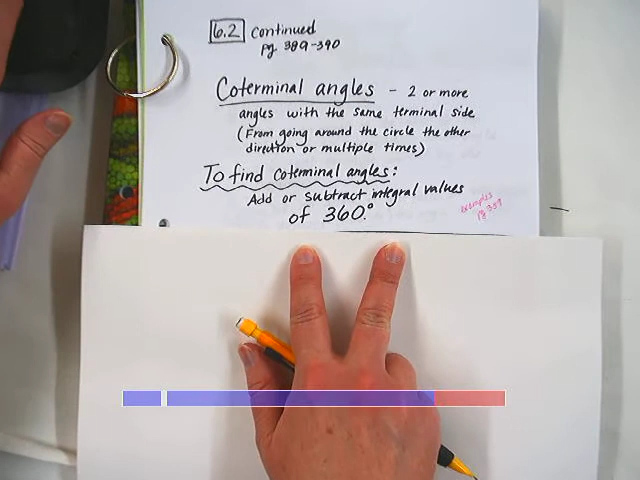 6.2 continued
pg. 389-390
Coterminal angles - 2 or more
angles with the same terminal side
(From going around the circle the other
direction or multiple times)
To find coterminal angles:
Add or subtract integral values
of 360°.
examples
pg 389